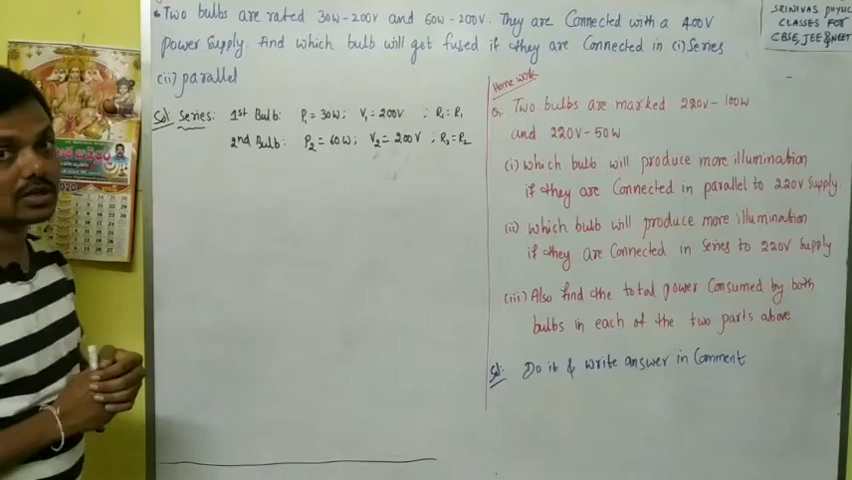 • Two bulbs are rated 30W-200V and 60W-200V. They are Connected with a 400V
power supply. Find which bulb will get fused if they are Connected in (i) Series
(ii) parallel
Sol Series: 1st Bulb: P₁ = 30W; V₁ = 200V ; R₁ = R₁
2nd Bulb: P₂ = 60W; V₂ = 200V ; R₂ = R₂
SRINIVAS PHYSIC
CLASSES FOR
CBSE, JEE & NEET
Home work
Q. Two bulbs are marked 220V-100W
and 220V-50W
(i) which bulb will produce more illumination
if they are Connected in parallel to 220V supply
(ii) which bulb will produce more illumination
if they are Connected in Series to 220V supply
(iii) Also find the total power Consumed by both
bulbs in each of the two parts above
Sol: Do it & write answer in Comment